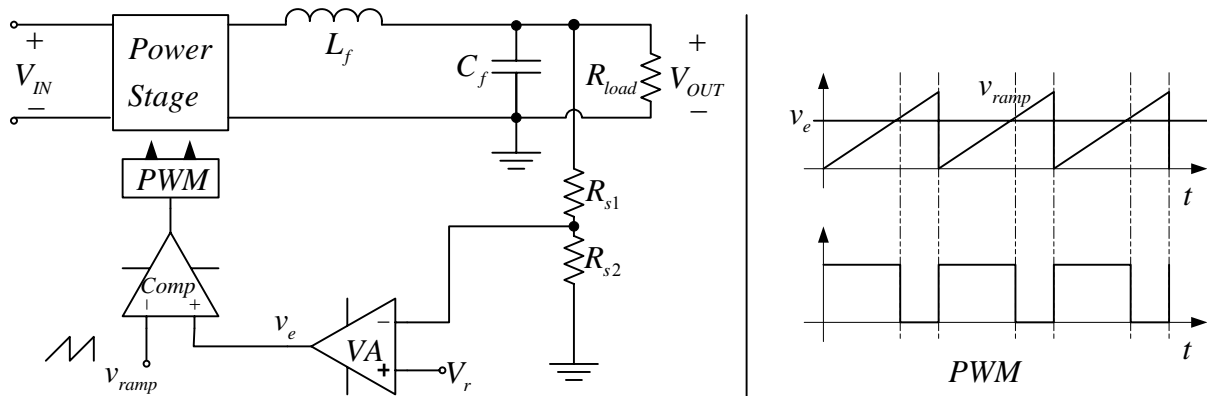 +
V_IN
−
Power
Stage
L_f
C_f
R_load
+
V_OUT
−
PWM
R_s1
R_s2
Comp
− +
v_ramp
v_e
VA
−
+
V_r
v_ramp
v_e
t
t
PWM